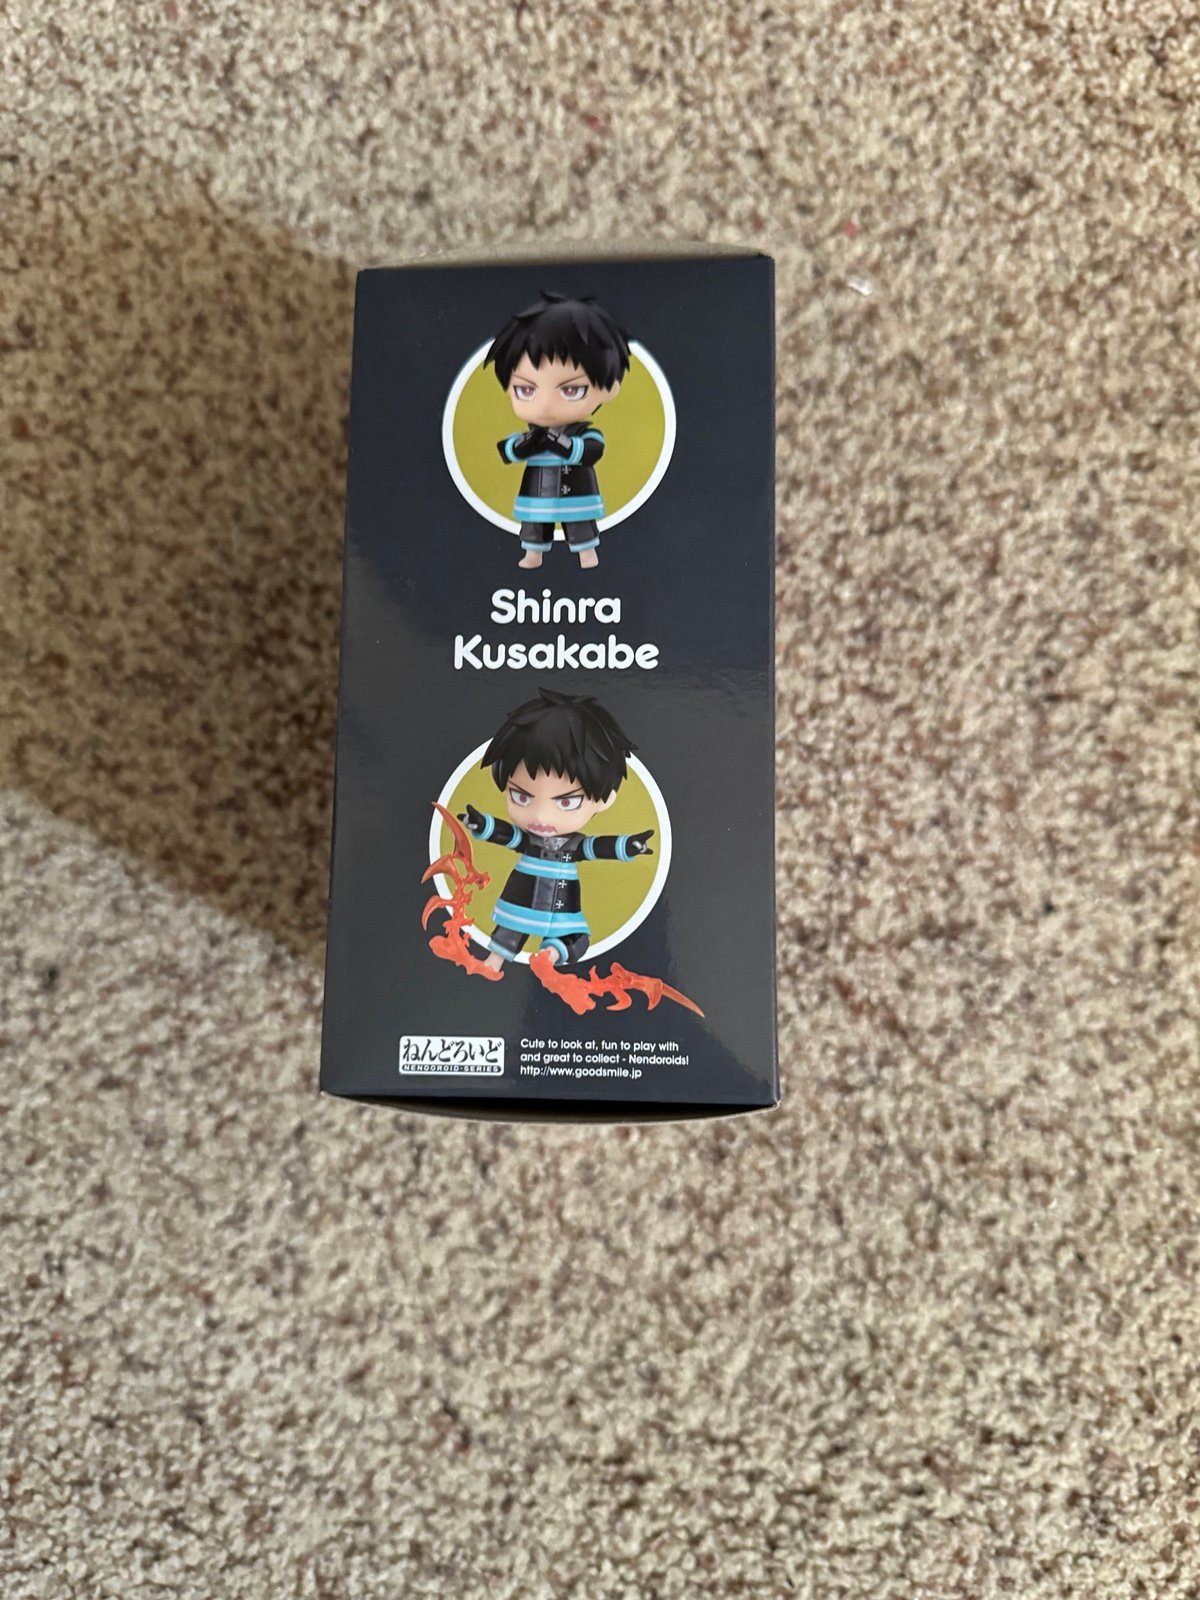 Shinra
Kusakabe
ねんどろいど
NENDOROID SERIES
Cute to look at, fun to play with
and great to collect - Nendoroids!
http://www.goodsmile.jp